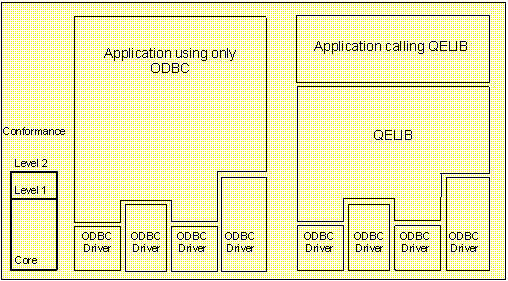 Application using only
ODBC
Application calling QELIB
QELIB
Conformance
Level 2
Level 1
Core
ODBC
Driver
ODBC
Driver
ODBC
Driver
ODBC
Driver
ODBC
Driver
ODBC
Driver
ODBC
Driver
ODBC
Driver